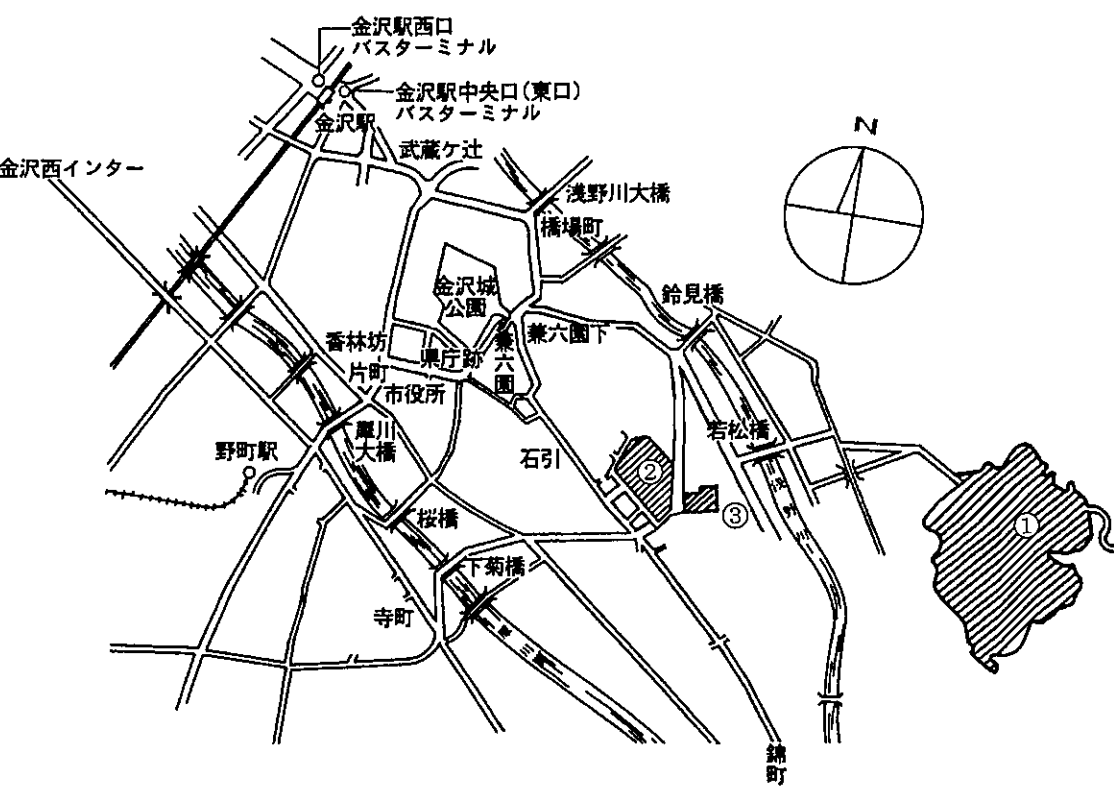 金沢駅西口
バスターミナル
金沢駅中央口(東口)
バスターミナル
金沢駅
武蔵ケ辻
金沢西インター
N
浅野川大橋
橋場町
金沢城
公園
鈴見橋
兼六園下
兼六園
香林坊
県庁跡
片町
市役所
犀川
大橋
野町駅
石引
若松橋
②
浅野川
①
③
桜橋
下菊橋
寺町
錦町